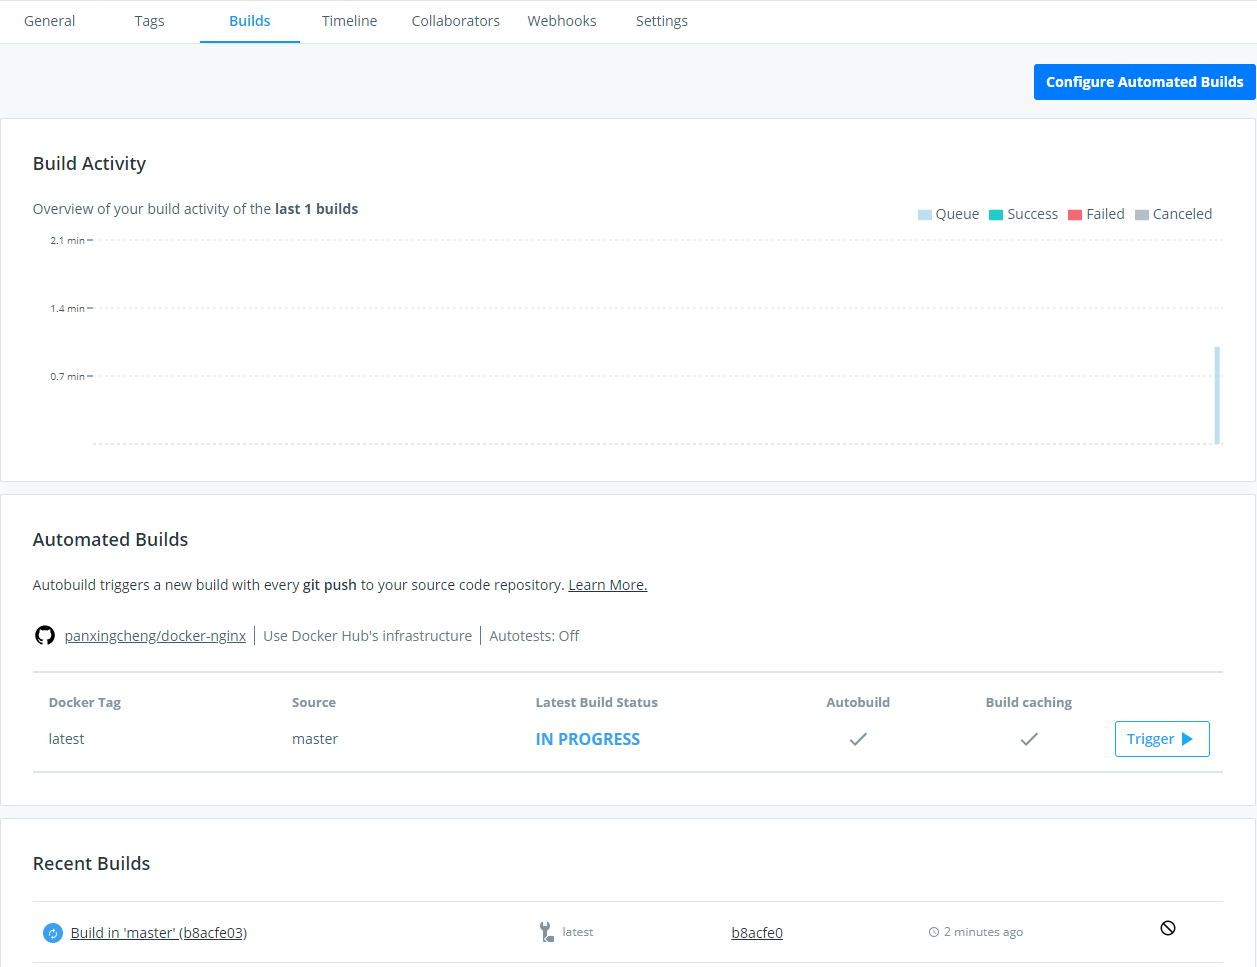 General Tags Builds Timeline Collaborators Webhooks Settings
Configure Automated Builds
Build Activity
Overview of your build activity of the last 1 builds
Queue Success Failed Canceled
2.1 min
1.4 min
0.7 min
Automated Builds
Autobuild triggers a new build with every git push to your source code repository. Learn More.
panxingcheng/docker-nginx Use Docker Hub's infrastructure Autotests: Off
Docker Tag Source Latest Build Status Autobuild Build caching
latest master IN PROGRESS Trigger
Recent Builds
Build in 'master' (b8acfe03) latest b8acfe0 2 minutes ago